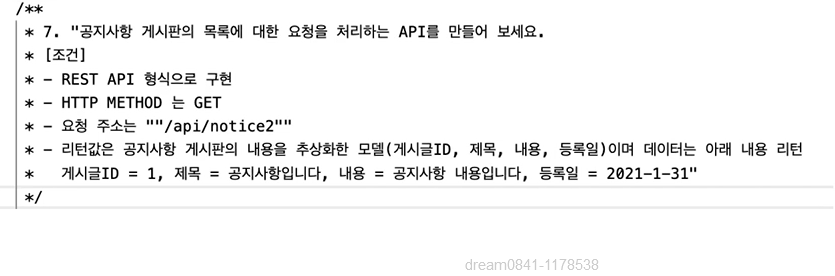 /**
* 7. "공지사항 게시판의 목록에 대한 요청을 처리하는 API를 만들어 보세요.
* [조건]
* - REST API 형식으로 구현
* - HTTP METHOD 는 GET
* - 요청 주소는 ""/api/notice2""
* - 리턴값은 공지사항 게시판의 내용을 추상화한 모델(게시글ID, 제목, 내용, 등록일)이며 데이터는 아래 내용 리턴
*   게시글ID = 1, 제목 = 공지사항입니다, 내용 = 공지사항 내용입니다, 등록일 = 2021-1-31"
*/
dream0841-1178538